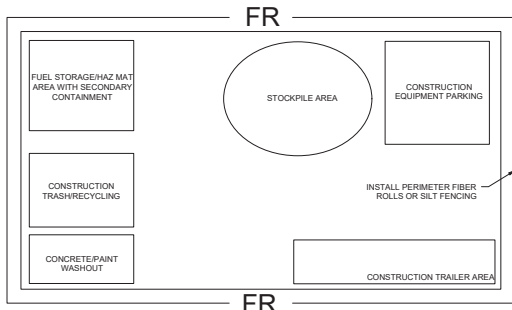 FR
FUEL STORAGE/HAZ MAT
AREA WITH SECONDARY
CONTAINMENT
STOCKPILE AREA
CONSTRUCTION
EQUIPMENT PARKING
CONSTRUCTION
TRASH/RECYCLING
INSTALL PERIMETER FIBER
ROLLS OR SILT FENCING
CONCRETE/PAINT
WASHOUT
CONSTRUCTION TRAILER AREA
FR